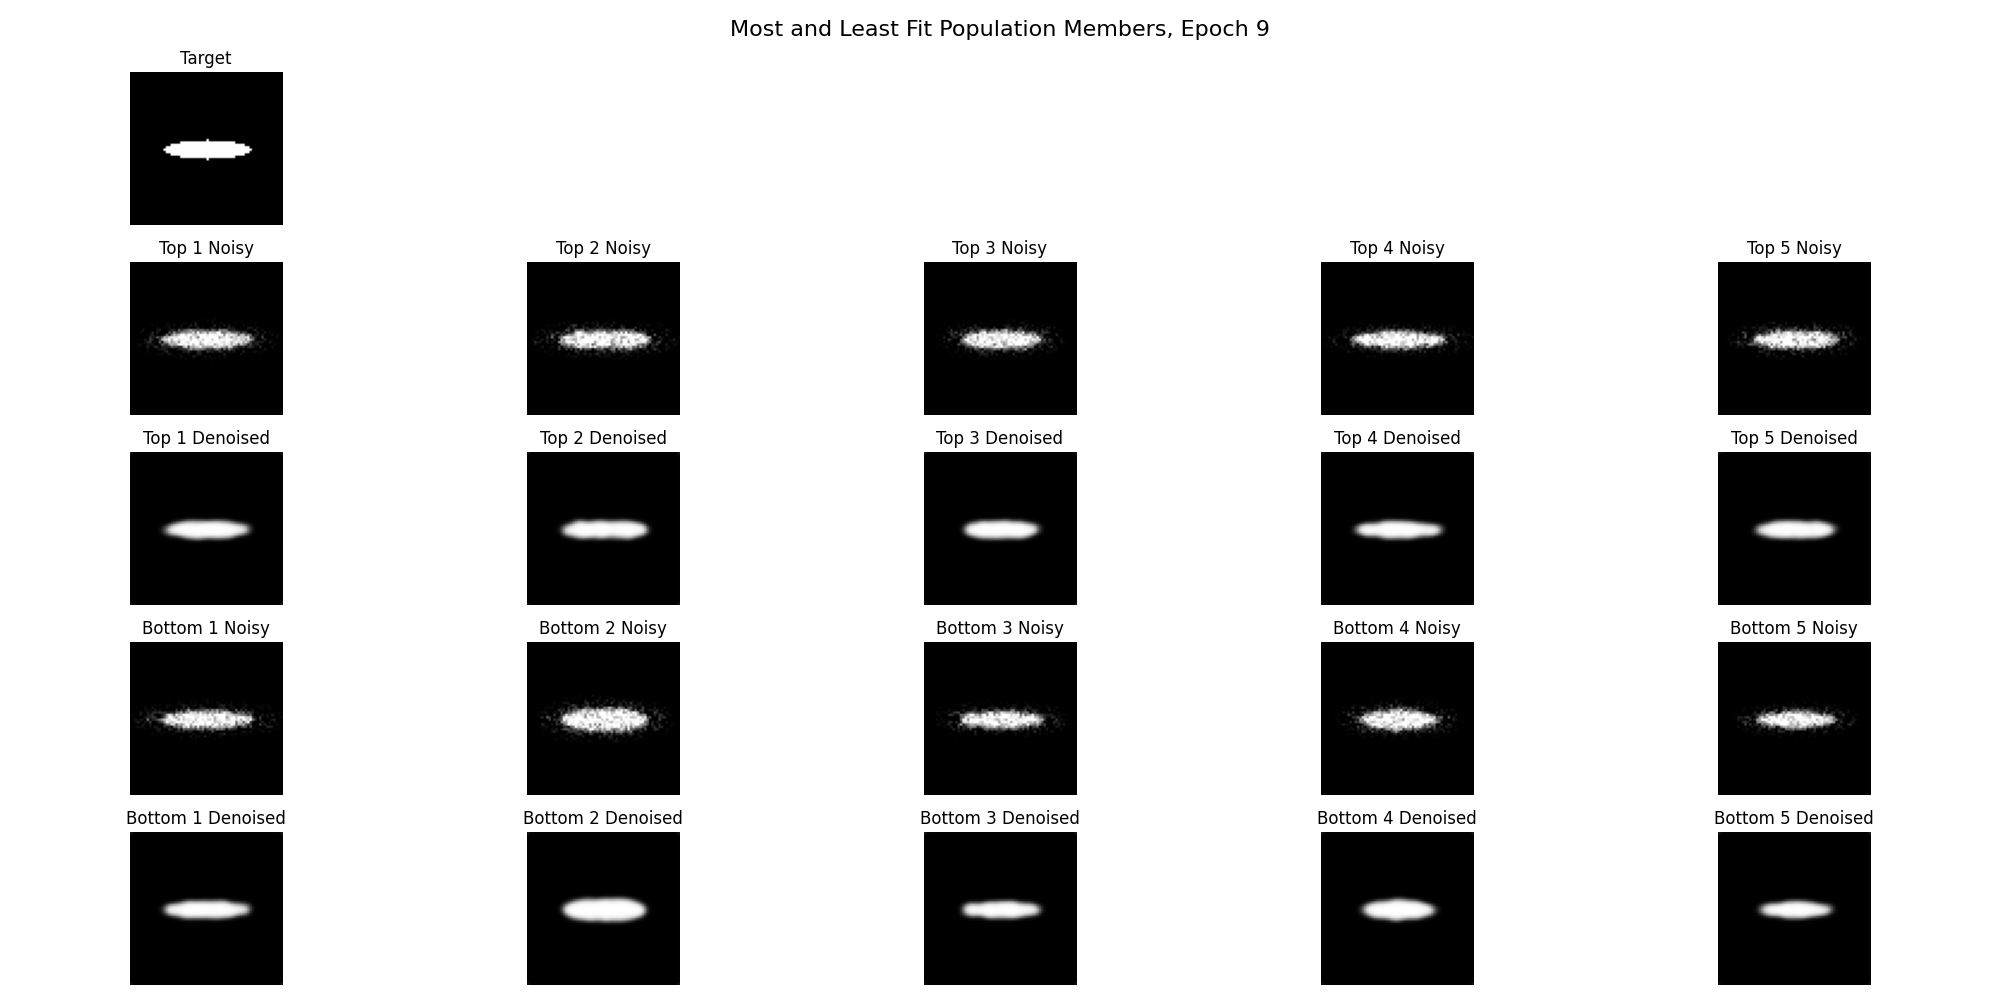 Most and Least Fit Population Members, Epoch 9
Target
Top 1 Noisy
Top 2 Noisy
Top 3 Noisy
Top 4 Noisy
Top 5 Noisy
Top 1 Denoised
Top 2 Denoised
Top 3 Denoised
Top 4 Denoised
Top 5 Denoised
Bottom 1 Noisy
Bottom 2 Noisy
Bottom 3 Noisy
Bottom 4 Noisy
Bottom 5 Noisy
Bottom 1 Denoised
Bottom 2 Denoised
Bottom 3 Denoised
Bottom 4 Denoised
Bottom 5 Denoised